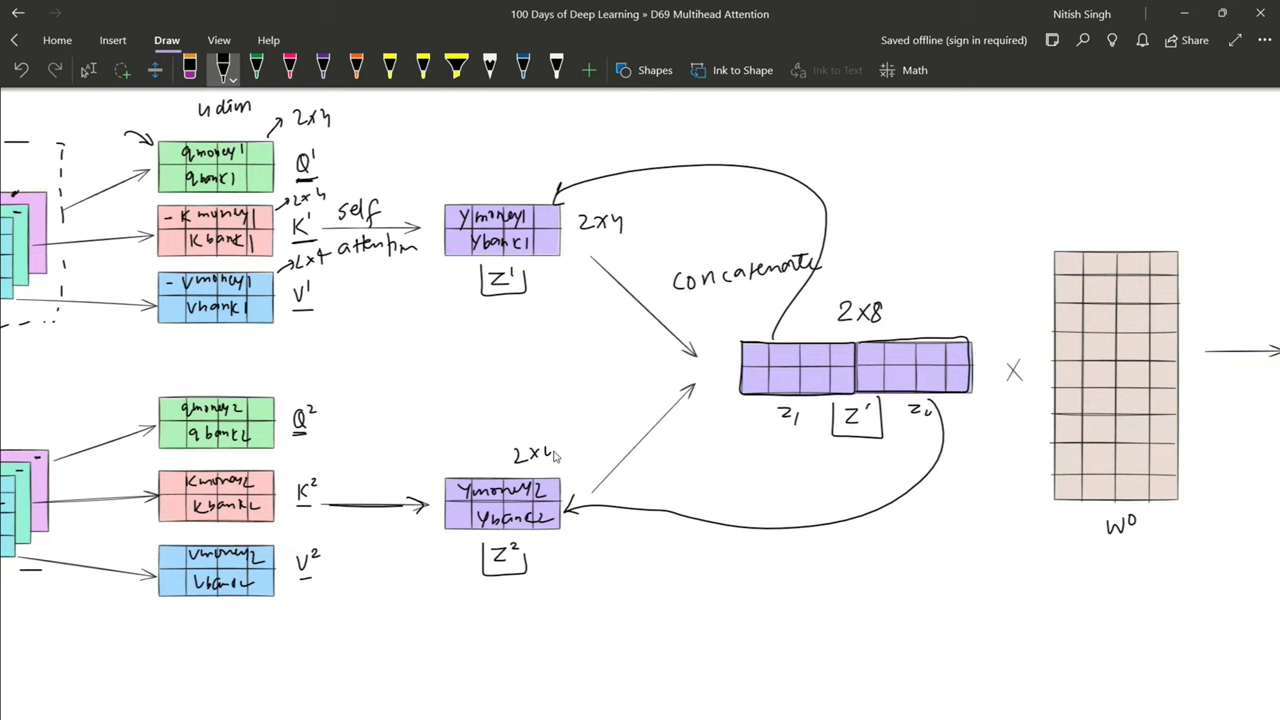 100 Days of Deep Learning » D69 Multihead Attention
Nitish Singh
Home Insert Draw View Help
Saved offline (sign in required)
Share
Shapes
Ink to Shape
Ink to Text
Math
4 dim
2x4
qmoney1
qbank1
Q¹
2x4
Kmoney1
Kbank1
K¹
self
attention
2x4
vmoney1
vbank1
V¹
ymoney1
ybank1
2x4
Z¹
concatenate
2x8
x
z₁
Z'
z₂
W⁰
qmoney2
qbank2
Q²
Kmoney2
Kbank2
K²
vmoney2
vbank2
V²
2x4
ymoney2
ybank2
Z²